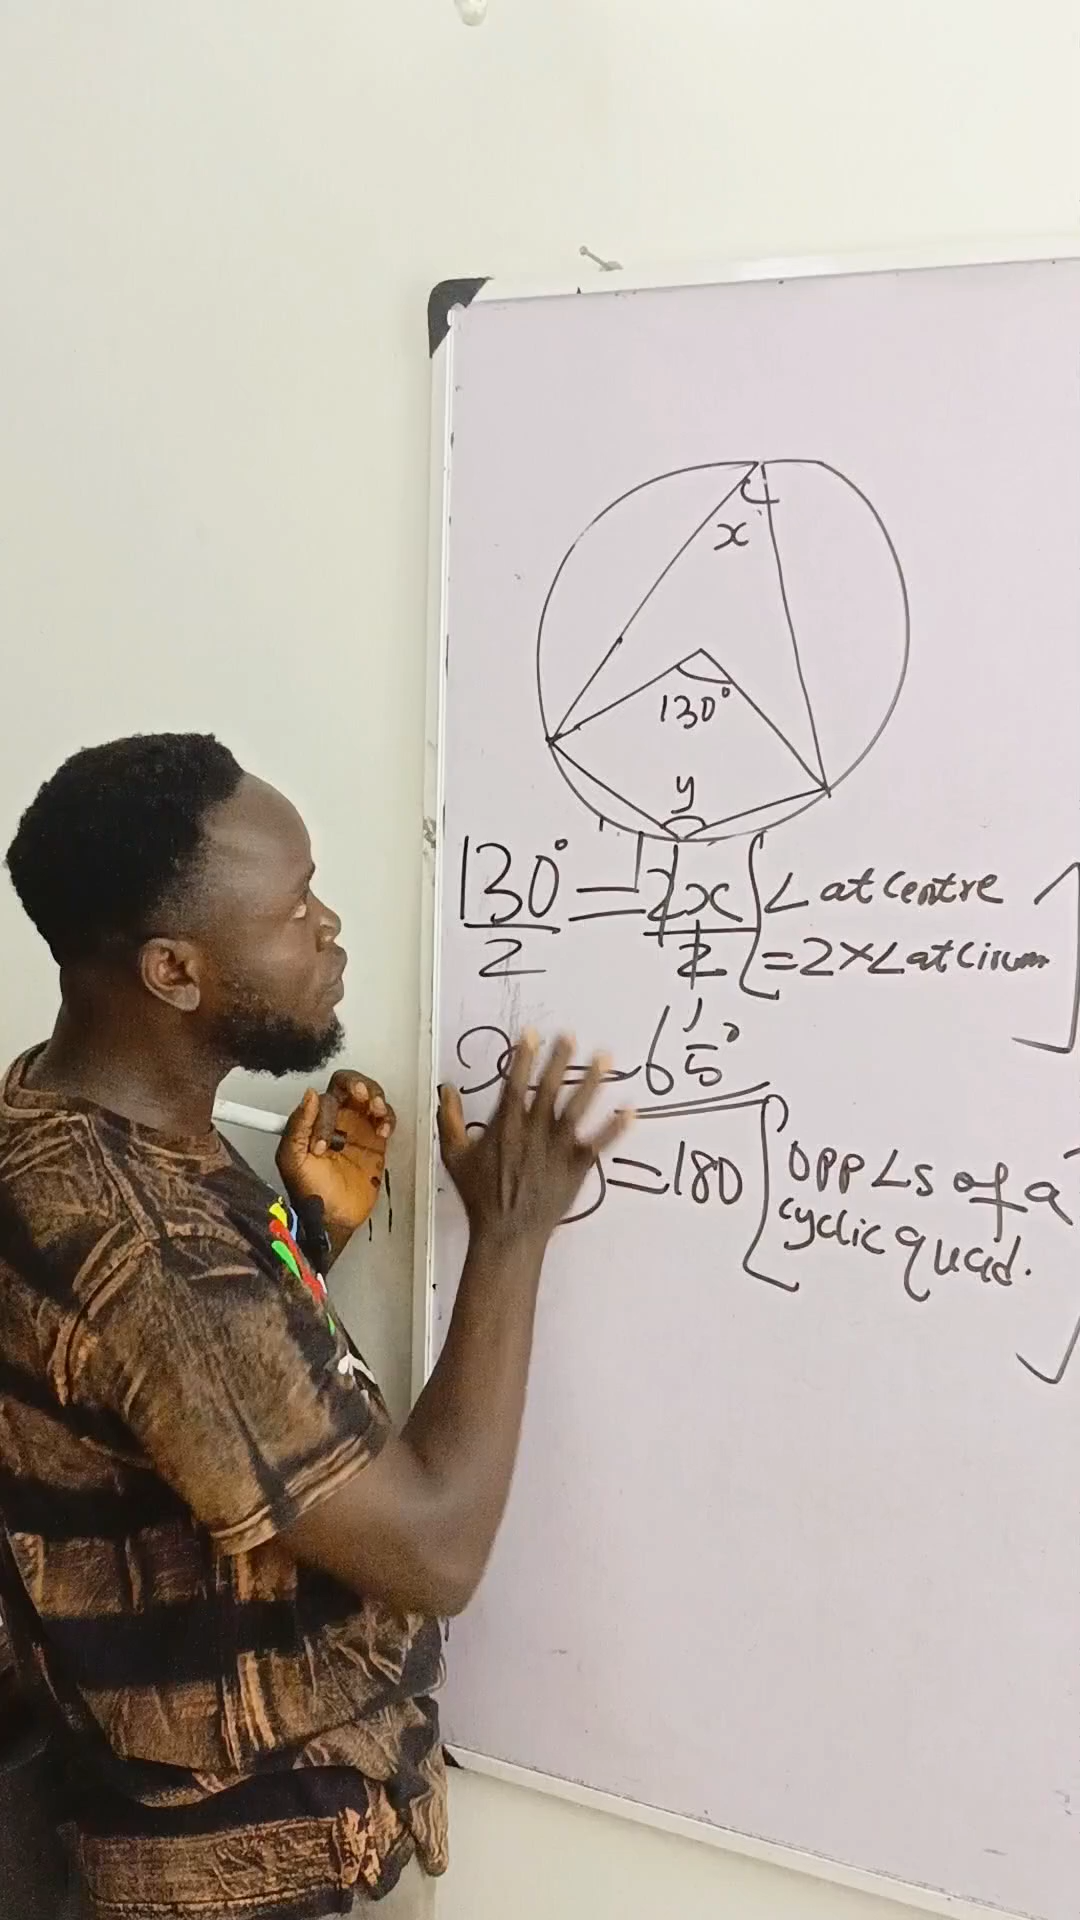 x
130°
y
130° = 2x [∠ at centre
2 2 = 2×∠ at circum
x = 65°
= 180 [opp ∠s of a
cyclic quad.